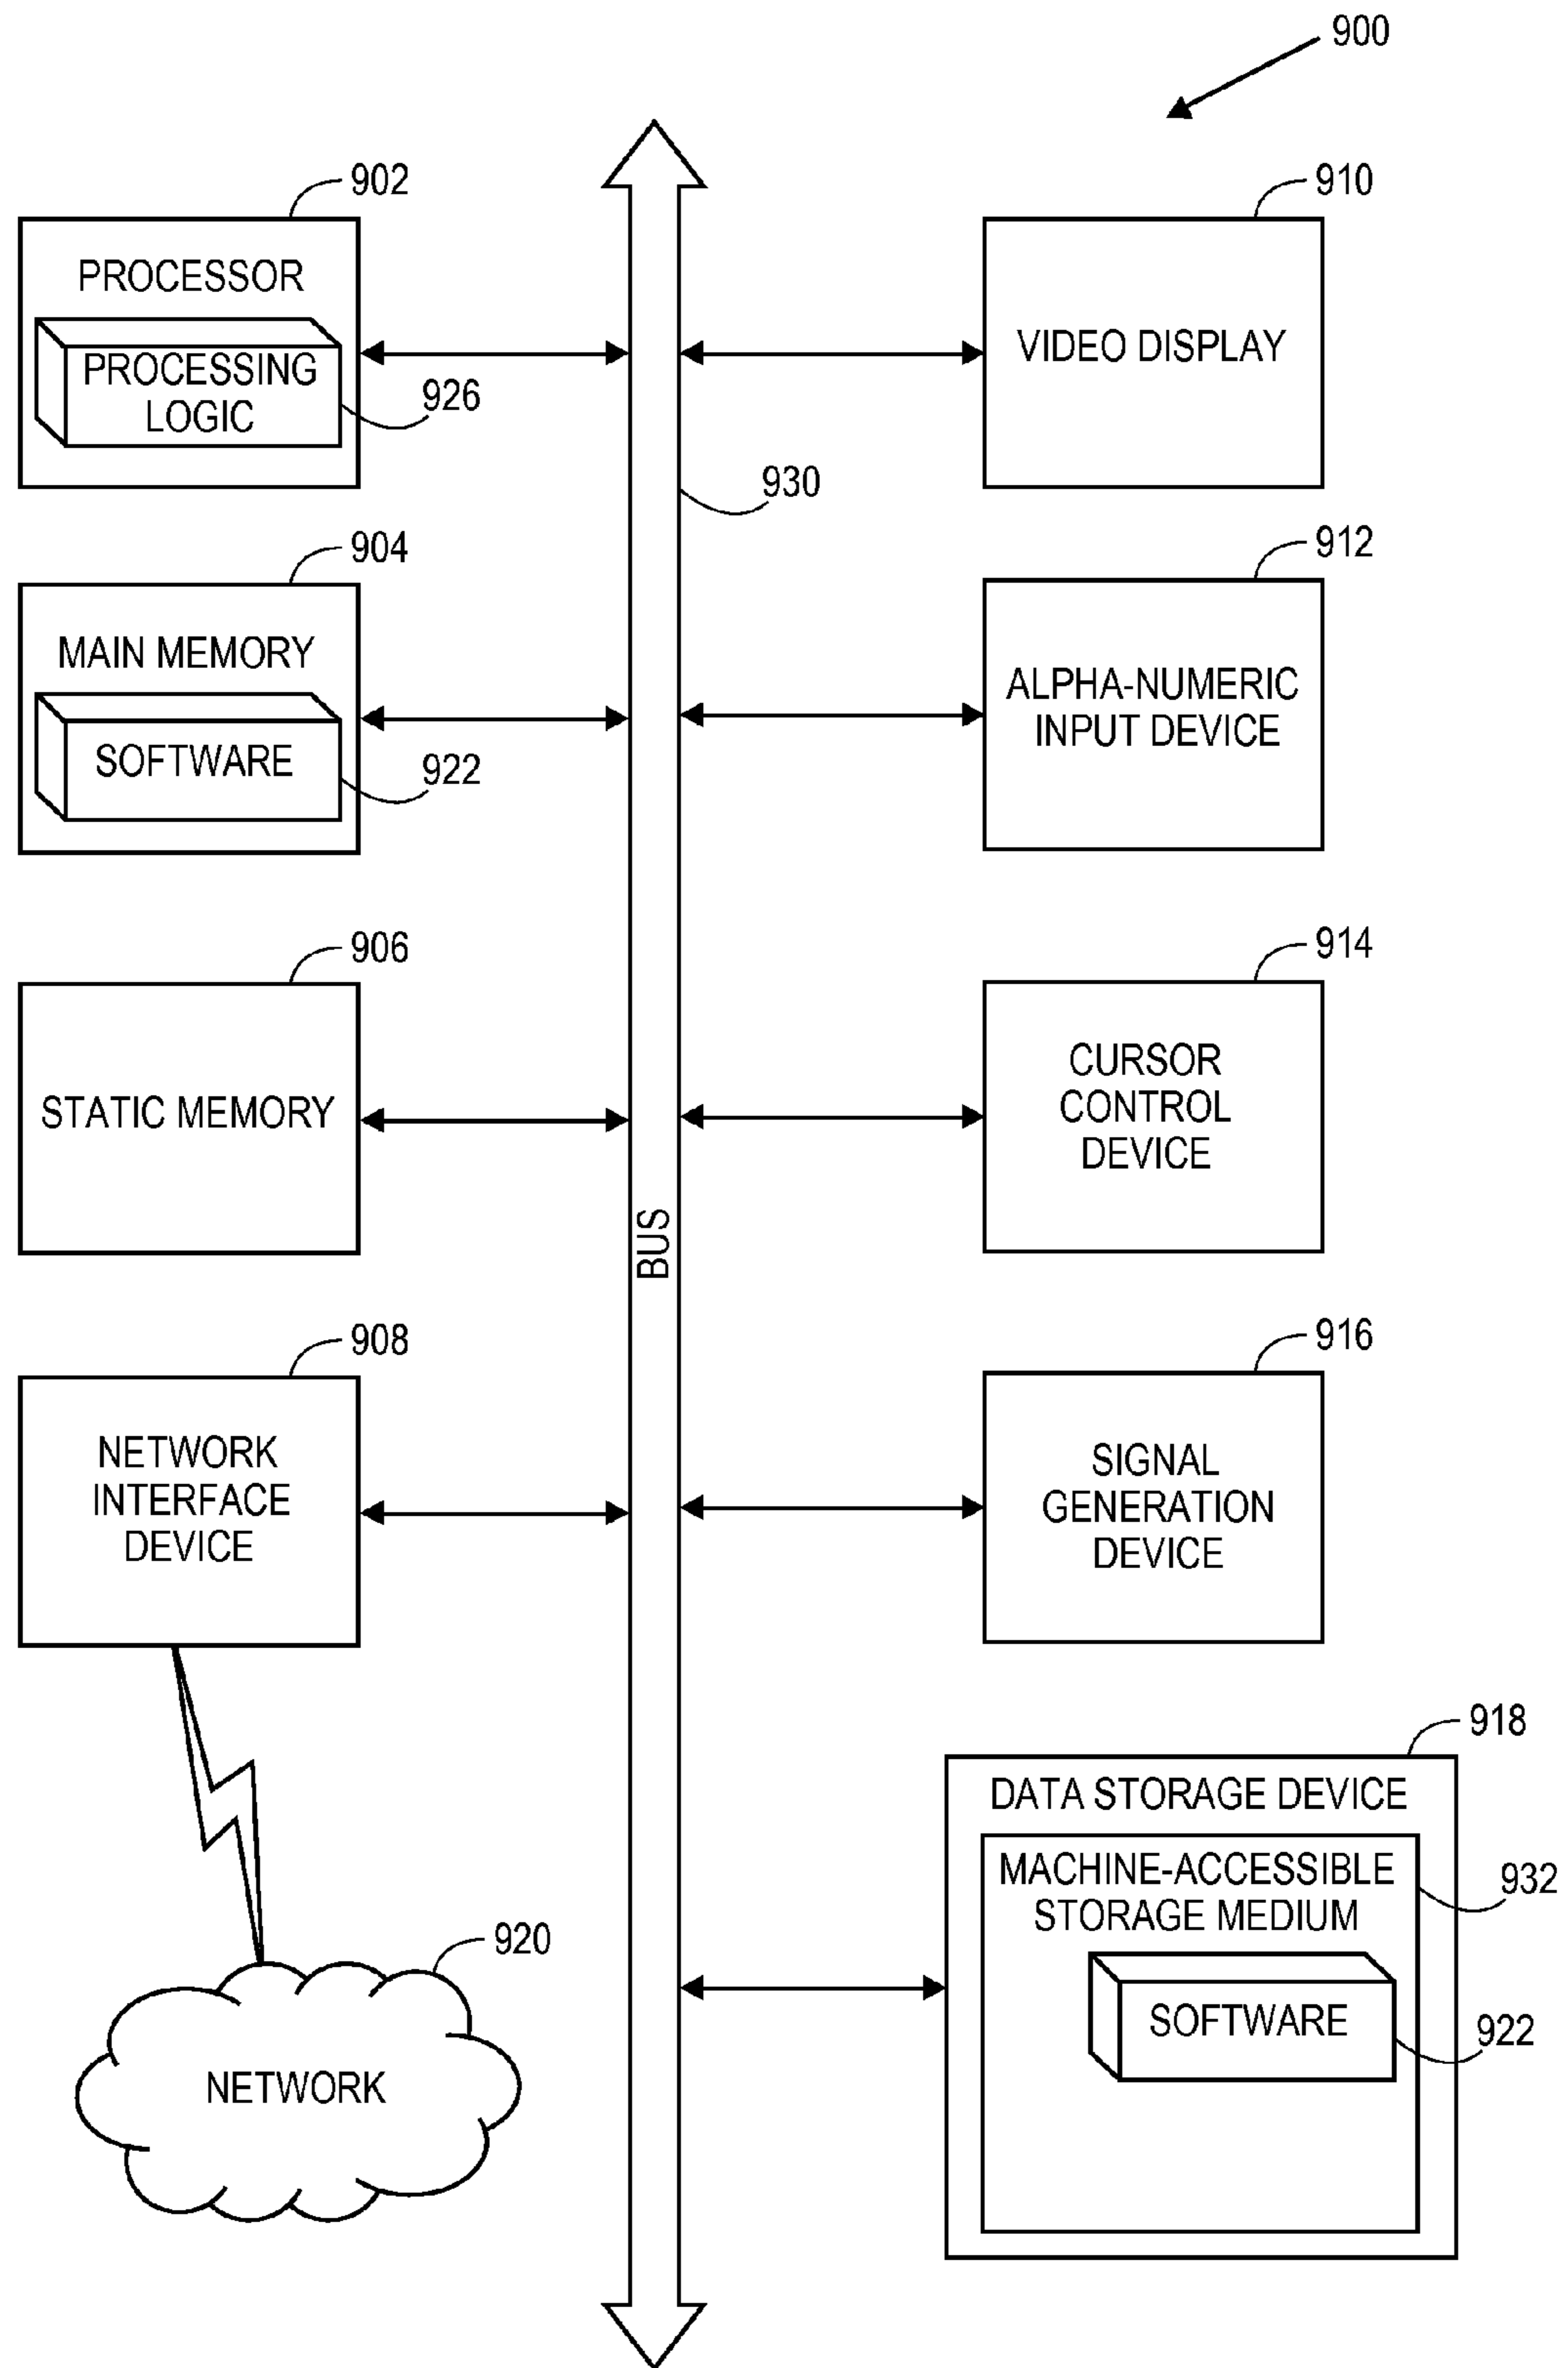 900
902
PROCESSOR
PROCESSING
LOGIC
926
904
MAIN MEMORY
SOFTWARE
922
906
STATIC MEMORY
908
NETWORK
INTERFACE
DEVICE
920
NETWORK
930
BUS
910
VIDEO DISPLAY
912
ALPHA-NUMERIC
INPUT DEVICE
914
CURSOR
CONTROL
DEVICE
916
SIGNAL
GENERATION
DEVICE
918
DATA STORAGE DEVICE
MACHINE-ACCESSIBLE
STORAGE MEDIUM
932
SOFTWARE
922